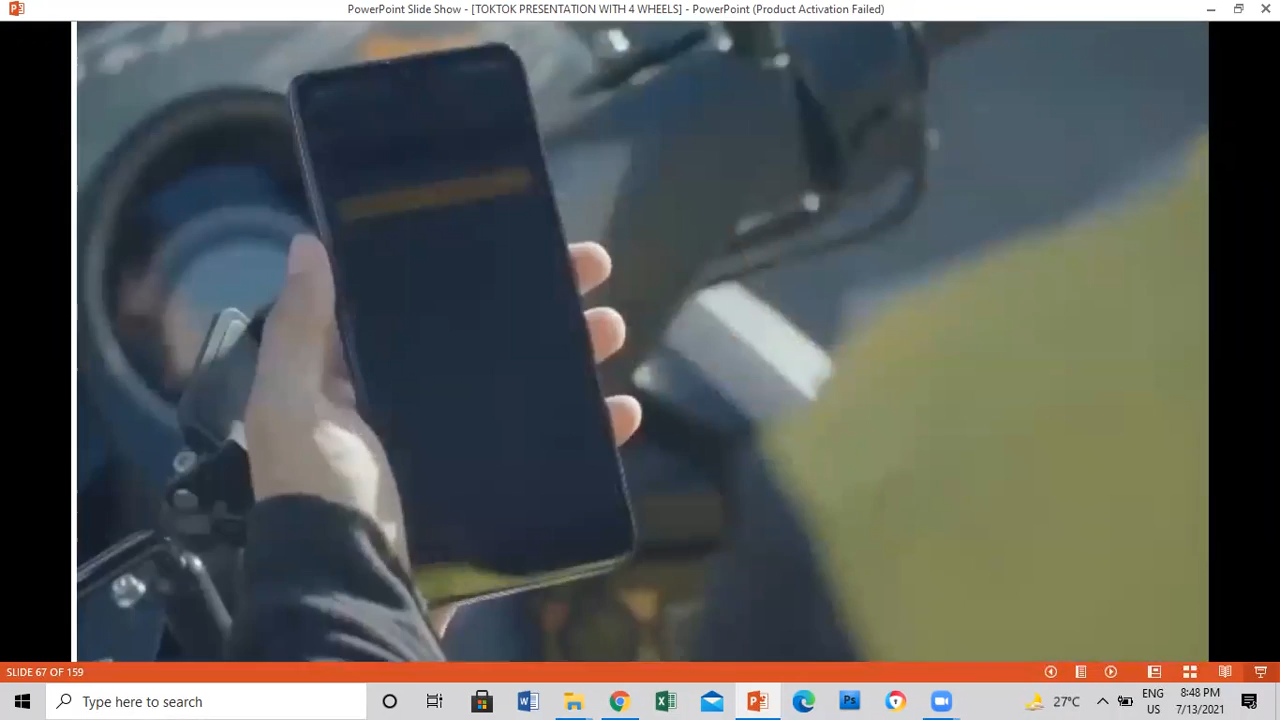 PowerPoint Slide Show - [TOKTOK PRESENTATION WITH 4 WHEELS] - PowerPoint (Product Activation Failed)
SLIDE 67 OF 159
Type here to search
27°C
ENG
US
8:48 PM
7/13/2021